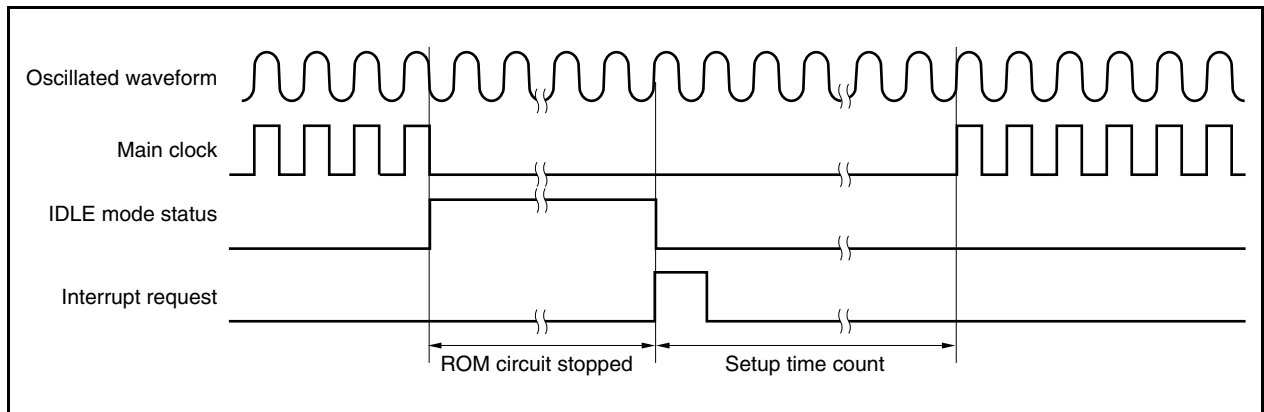 Oscillated waveform
Main clock
IDLE mode status
Interrupt request
ROM circuit stopped
Setup time count